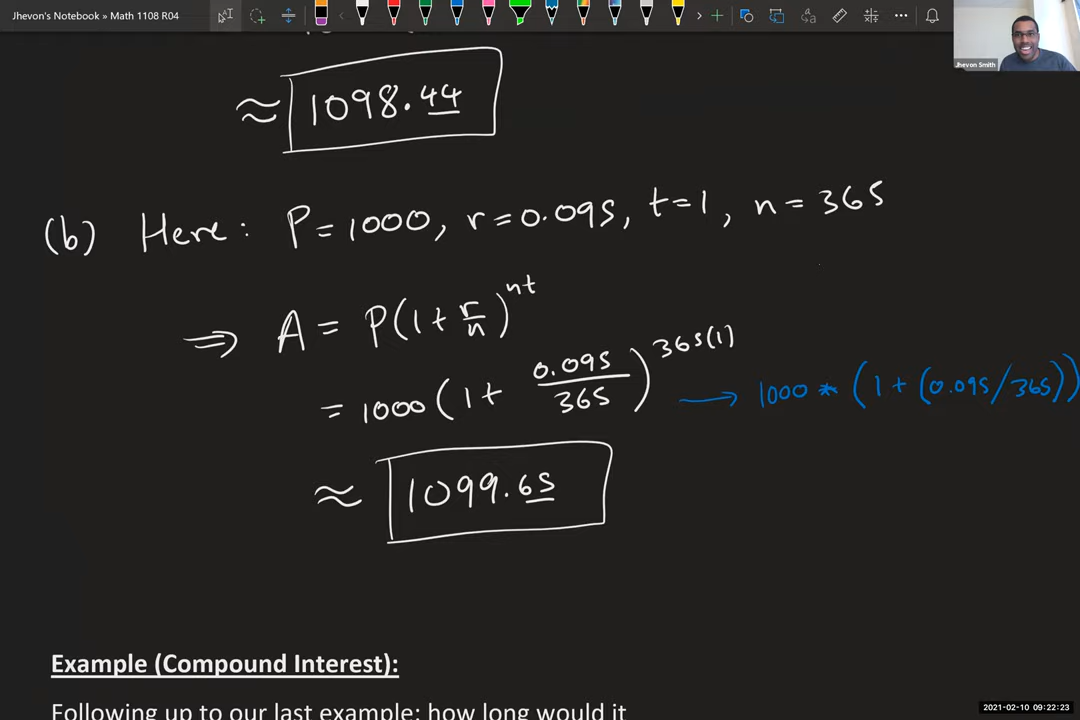 Jhevon's Notebook » Math 1108 R04
Jhevon Smith
≈ 1098.44
(b) Here: P = 1000, r = 0.095, t = 1, n = 365
⇒ A = P(1 + r/n)^nt
= 1000(1 + 0.095/365)^365(1) → 1000 * (1 + (0.095/365))
≈ 1099.65
Example (Compound Interest):
Following up to our last example: how long would it
2021-02-10 09:22:23